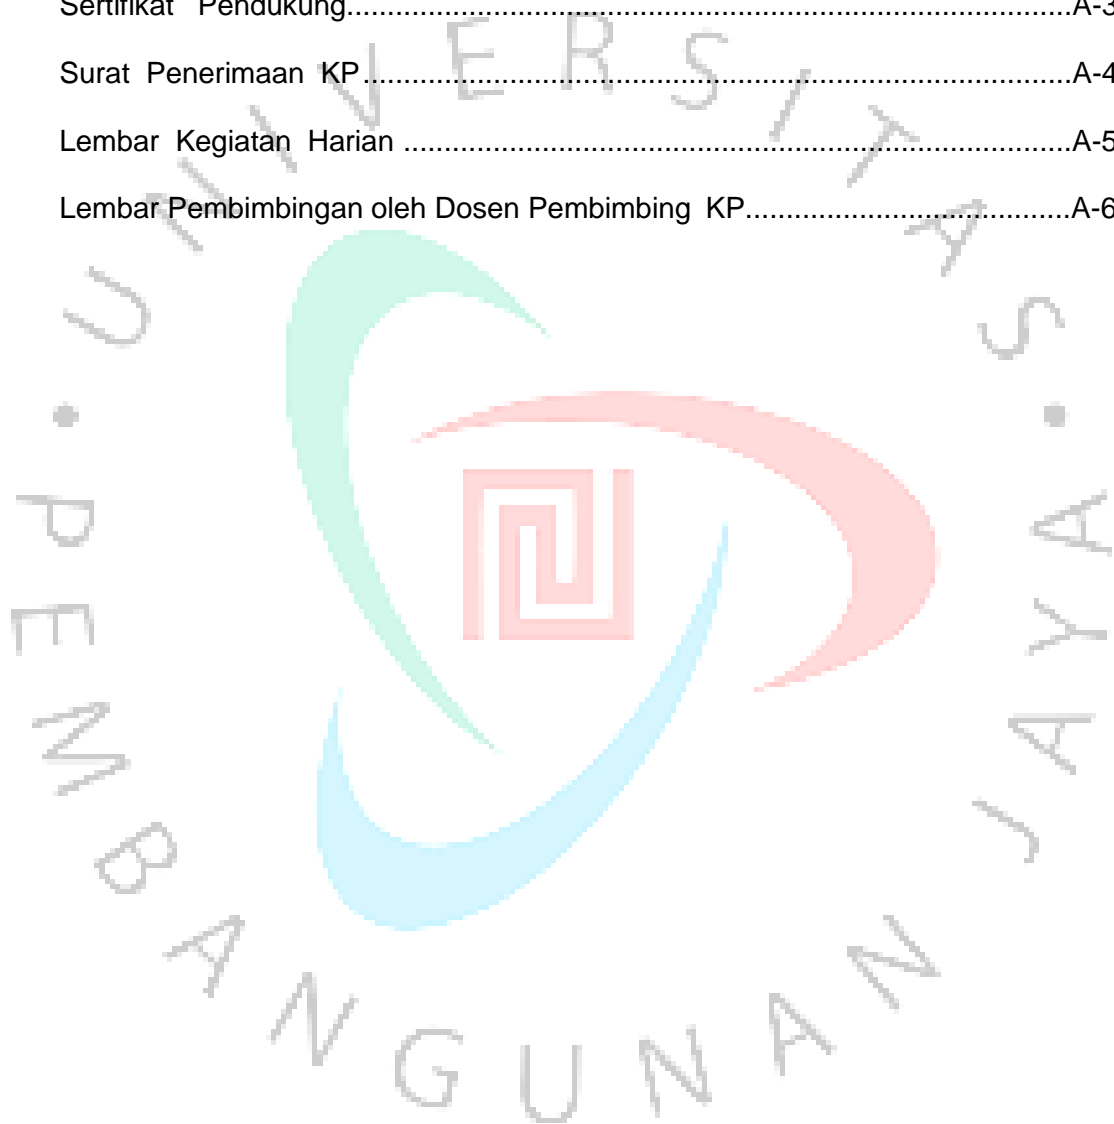 Sertifikat Pendukung........................................................................................A-3
Surat Penerimaan KP......................................................................................A-4
Lembar Kegiatan Harian .................................................................................A-5
Lembar Pembimbingan oleh Dosen Pembimbing KP........................................A-6
UNIVERSITAS • PEMBANGUNAN JAYA •